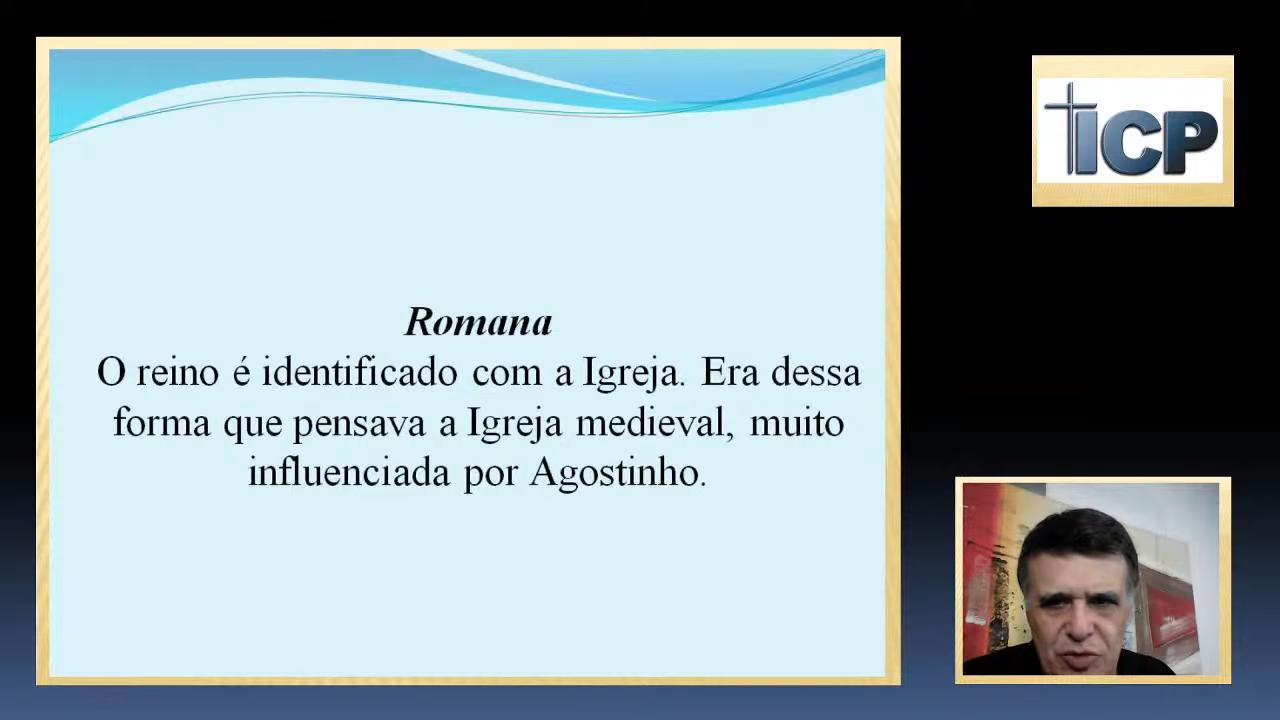 ICP
Romana
O reino é identificado com a Igreja. Era dessa
forma que pensava a Igreja medieval, muito
influenciada por Agostinho.